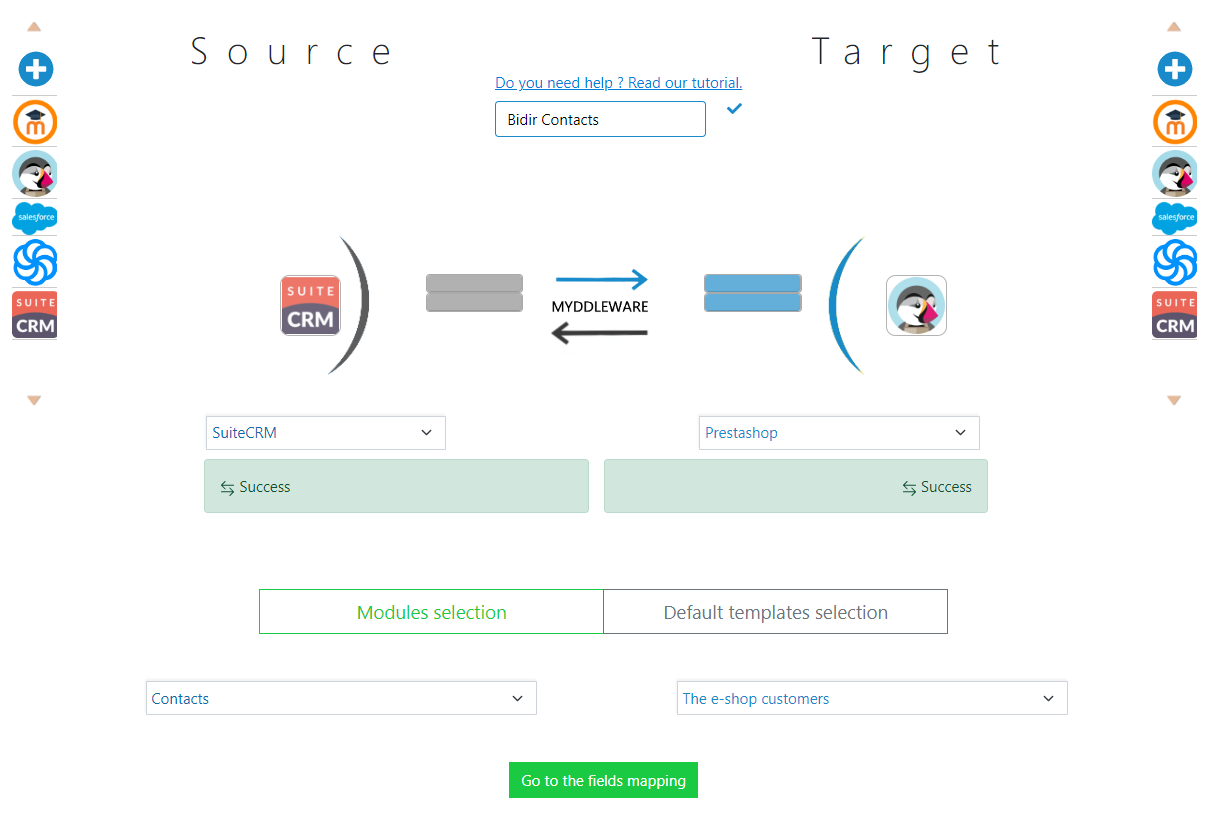 Source
Target
Do you need help ? Read our tutorial.
Bidir Contacts
m
m
salesforce
salesforce
SUITE
CRM
SUITE
CRM
MYDDLEWARE
SUITE
CRM
SuiteCRM
Prestashop
Success
Success
Modules selection
Default templates selection
Contacts
The e-shop customers
Go to the fields mapping